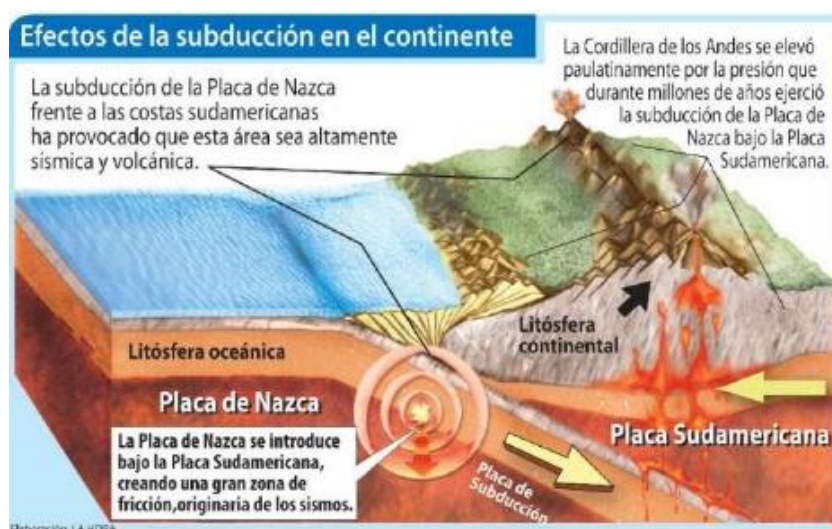 Efectos de la subducción en el continente
La subducción de la Placa de Nazca
frente a las costas sudamericanas
ha provocado que esta área sea altamente
sísmica y volcánica.
La Cordillera de los Andes se elevó
paulatinamente por la presión que
durante millones de años ejerció
la subducción de la Placa de
Nazca bajo la Placa
Sudamericana.
Litósfera oceánica
Litósfera
continental
Placa de Nazca
Placa Sudamericana
La Placa de Nazca se introduce
bajo la Placa Sudamericana,
creando una gran zona de
fricción,originaria de los sismos.
Placa de
Subducción